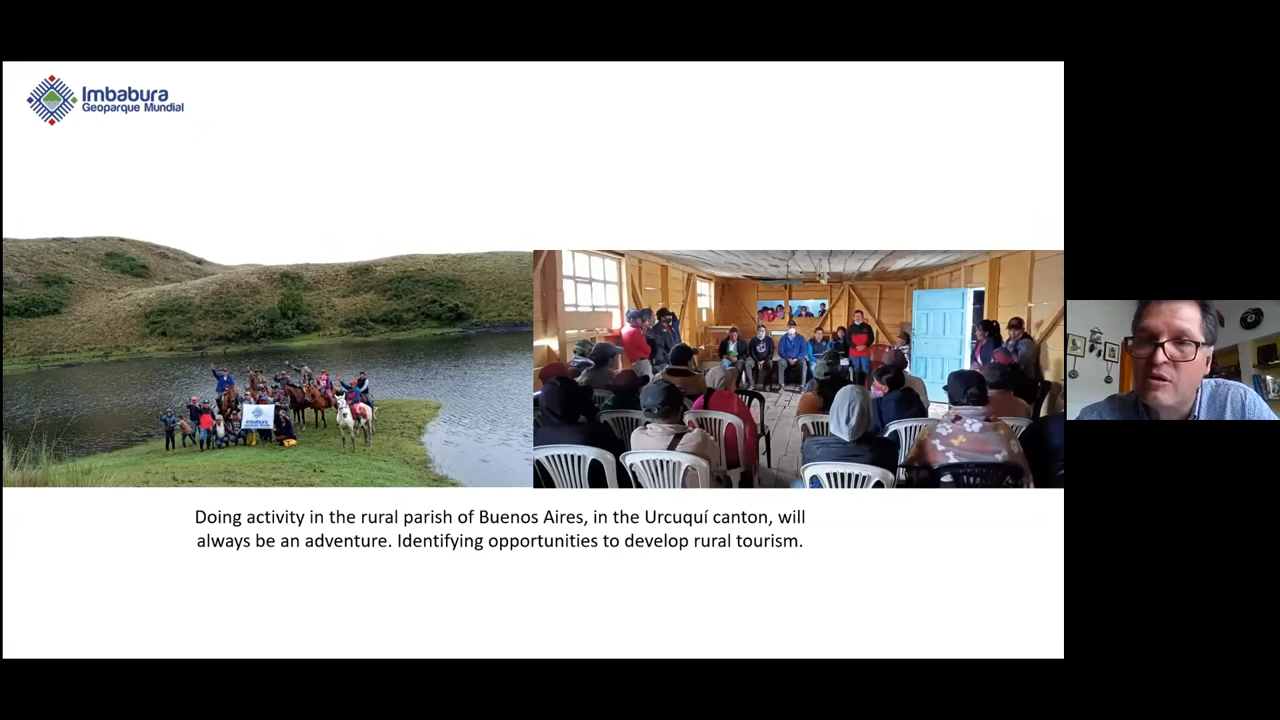 Imbabura
Geoparque Mundial
Imbabura
Doing activity in the rural parish of Buenos Aires, in the Urcuquí canton, will
always be an adventure. Identifying opportunities to develop rural tourism.